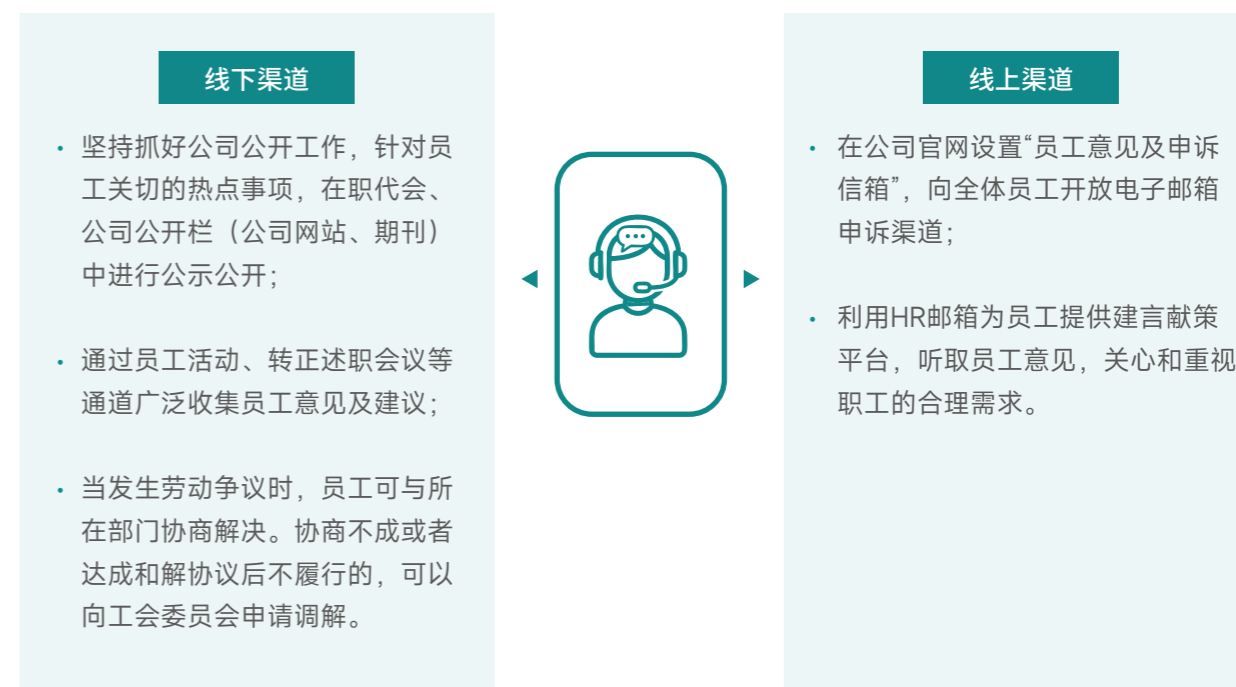 线下渠道
• 坚持抓好公司公开工作，针对员
工关切的热点事项，在职代会、
公司公开栏（公司网站、期刊）
中进行公示公开；
• 通过员工活动、转正述职会议等
通道广泛收集员工意见及建议；
• 当发生劳动争议时，员工可与所
在部门协商解决。协商不成或者
达成和解协议后不履行的，可以
向工会委员会申请调解。
线上渠道
• 在公司官网设置“员工意见及申诉
信箱”，向全体员工开放电子邮箱
申诉渠道；
• 利用HR邮箱为员工提供建言献策
平台，听取员工意见，关心和重视
职工的合理需求。